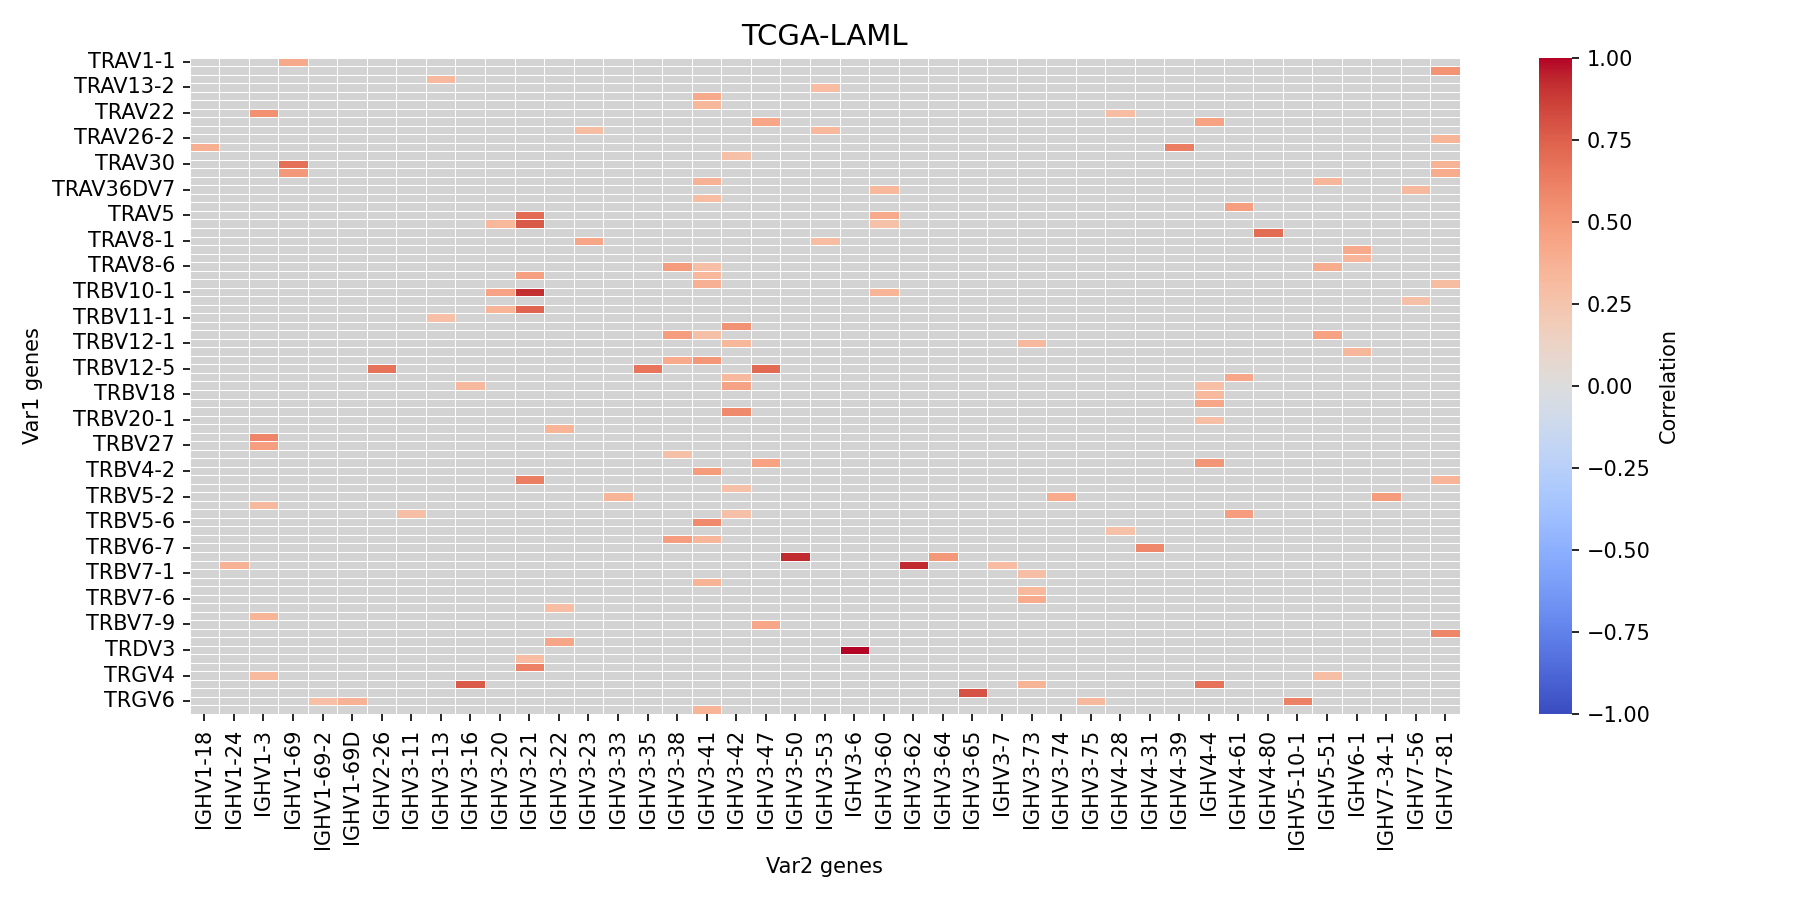 TCGA-LAML
Var1 genes
TRAV1-1
TRAV13-2
TRAV22
TRAV26-2
TRAV30
TRAV36DV7
TRAV5
TRAV8-1
TRAV8-6
TRBV10-1
TRBV11-1
TRBV12-1
TRBV12-5
TRBV18
TRBV20-1
TRBV27
TRBV4-2
TRBV5-2
TRBV5-6
TRBV6-7
TRBV7-1
TRBV7-6
TRBV7-9
TRDV3
TRGV4
TRGV6
IGHV1-18
IGHV1-24
IGHV1-3
IGHV1-69
IGHV1-69-2
IGHV1-69D
IGHV2-26
IGHV3-11
IGHV3-13
IGHV3-16
IGHV3-20
IGHV3-21
IGHV3-22
IGHV3-23
IGHV3-33
IGHV3-35
IGHV3-38
IGHV3-41
IGHV3-42
IGHV3-47
IGHV3-50
IGHV3-53
IGHV3-6
IGHV3-60
IGHV3-62
IGHV3-64
IGHV3-65
IGHV3-7
IGHV3-73
IGHV3-74
IGHV3-75
IGHV4-28
IGHV4-31
IGHV4-39
IGHV4-4
IGHV4-61
IGHV4-80
IGHV5-10-1
IGHV5-51
IGHV6-1
IGHV7-34-1
IGHV7-56
IGHV7-81
Var2 genes
1.00
0.75
0.50
0.25
0.00
−0.25
−0.50
−0.75
−1.00
Correlation